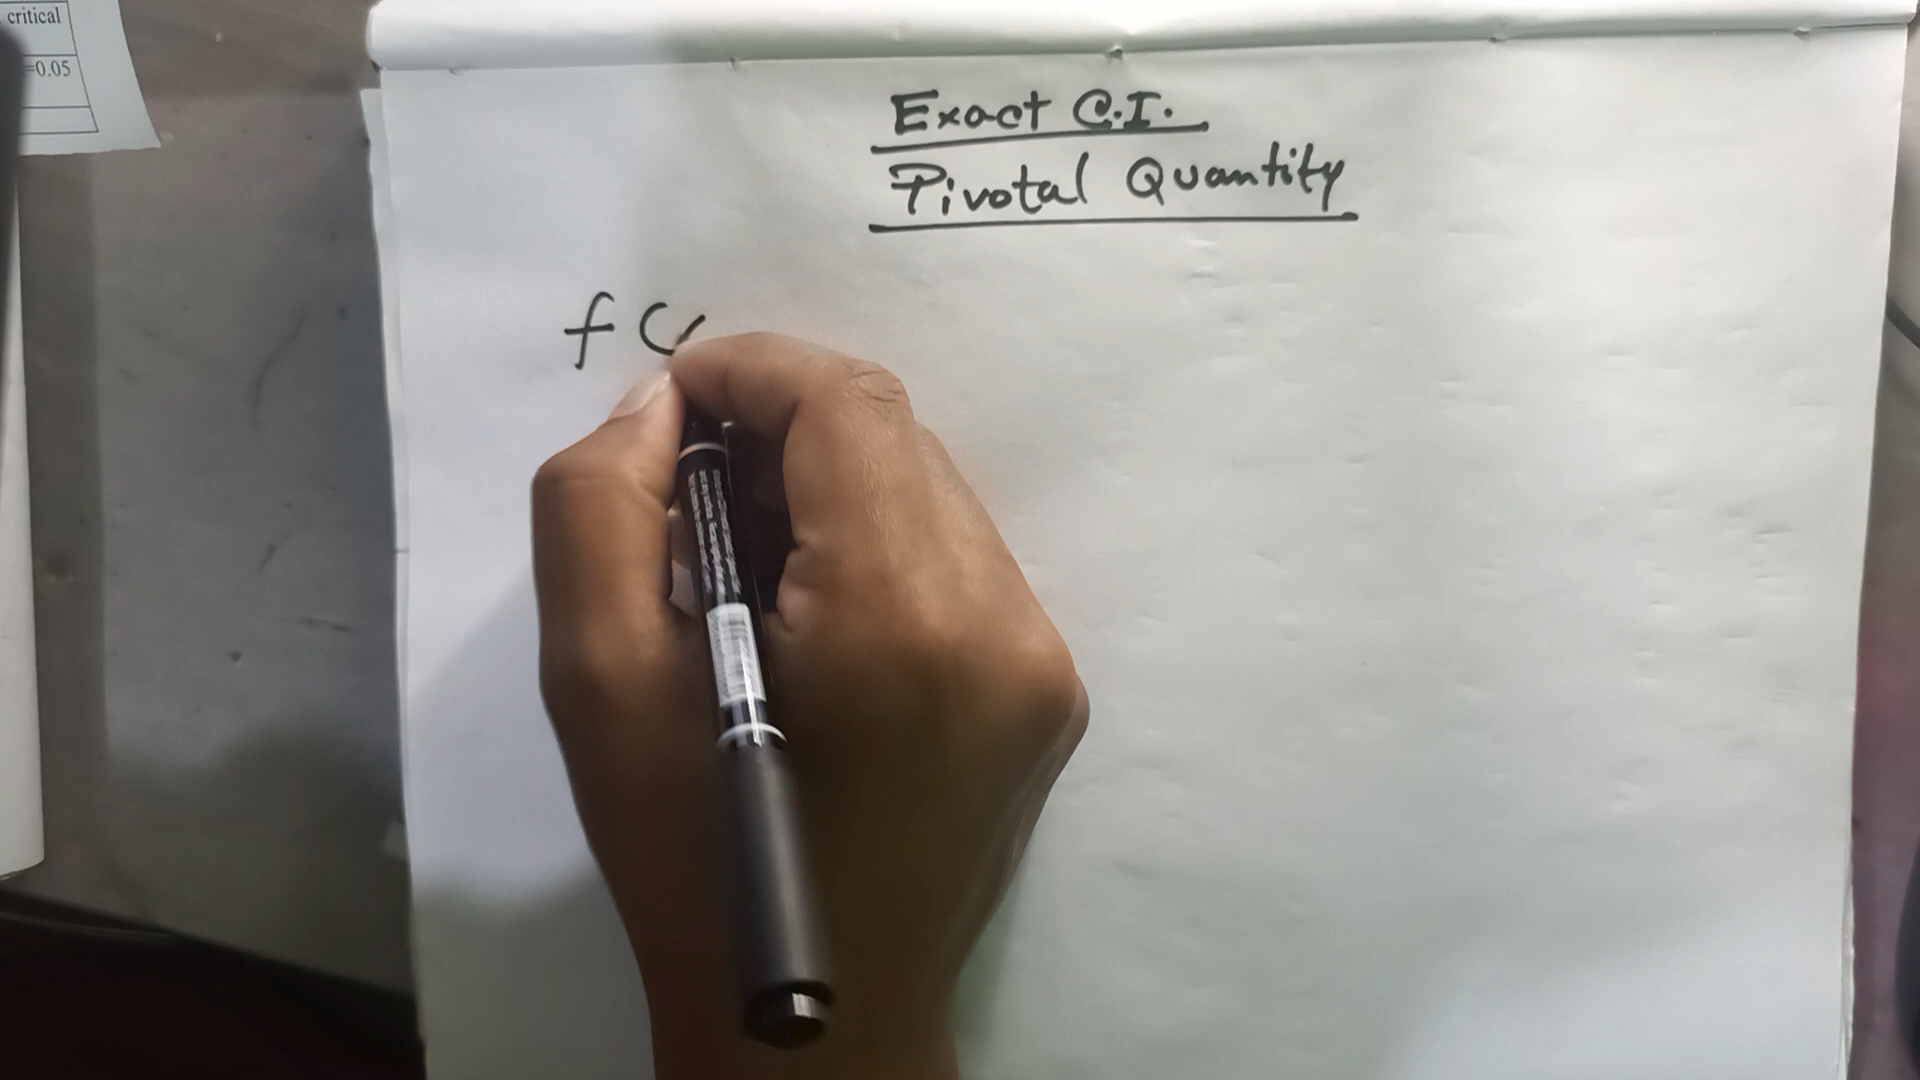 critical
=0.05
Exact C.I.
Pivotal Quantity
f(